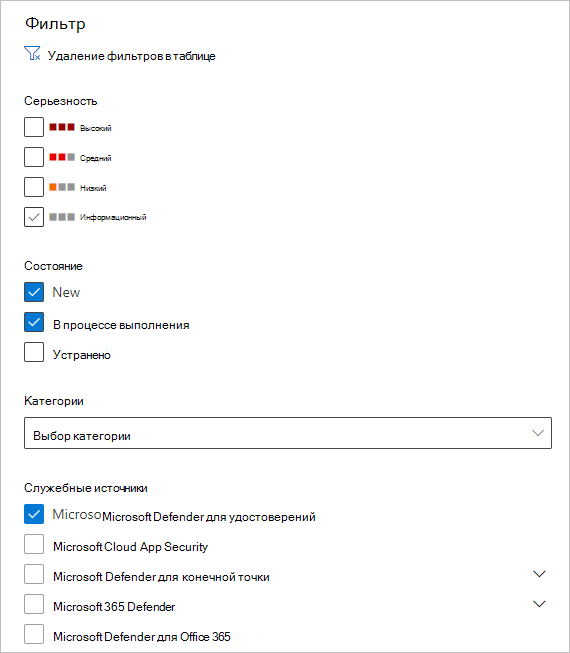 Фильтр
Удаление фильтров в таблице
Серьезность
Высокий
Средний
Низкий
Информационный
Состояние
New
В процессе выполнения
Устранено
Категории
Выбор категории
Служебные источники
Microso Microsoft Defender для удостоверений
Microsoft Cloud App Security
Microsoft Defender для конечной точки
Microsoft 365 Defender
Microsoft Defender для Office 365